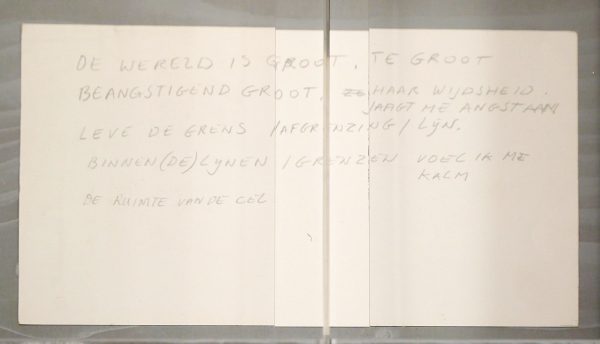 DE WERELD IS GROOT, TE GROOT
BEANGSTIGEND GROOT, HAAR WIJDSHEID.
JAAGT ME ANGST AAN
LEVE DE GRENS /AFGRENZING/ LIJN.
BINNEN (DE) LIJNEN / GRENZEN VOEL IK ME
KALM
DE RUIMTE VAN DE CEL